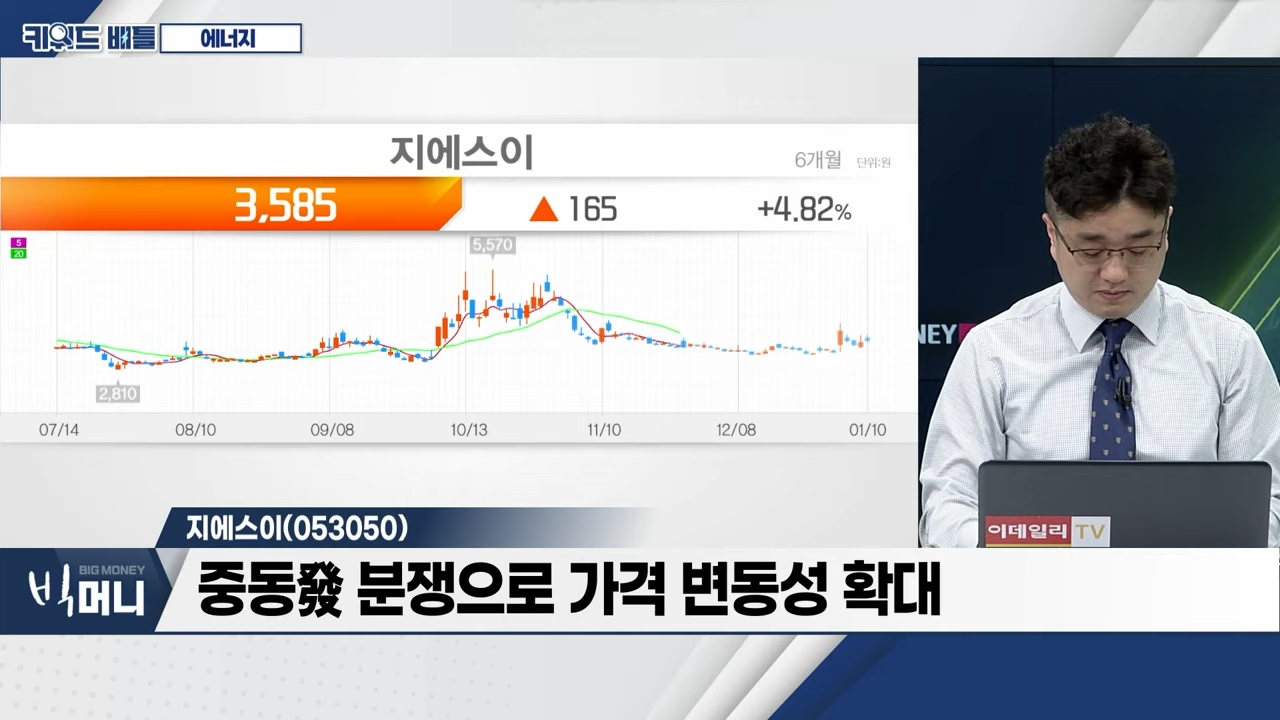 키워드 배틀 에너지
지에스이
6개월 단위:원
3,585 ▲ 165 +4.82%
5
20
5,570
2,810
07/14 08/10 09/08 10/13 11/10 12/08 01/10
NEY
이데일리 TV
지에스이(053050)
빅머니 BIG MONEY
중동發 분쟁으로 가격 변동성 확대